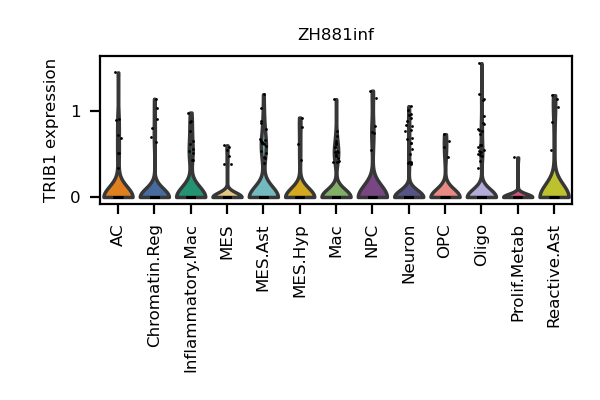 ZH881inf
TRIB1 expression
1
0
AC
Chromatin.Reg
Inflammatory.Mac
MES
MES.Ast
MES.Hyp
Mac
NPC
Neuron
OPC
Oligo
Prolif.Metab
Reactive.Ast